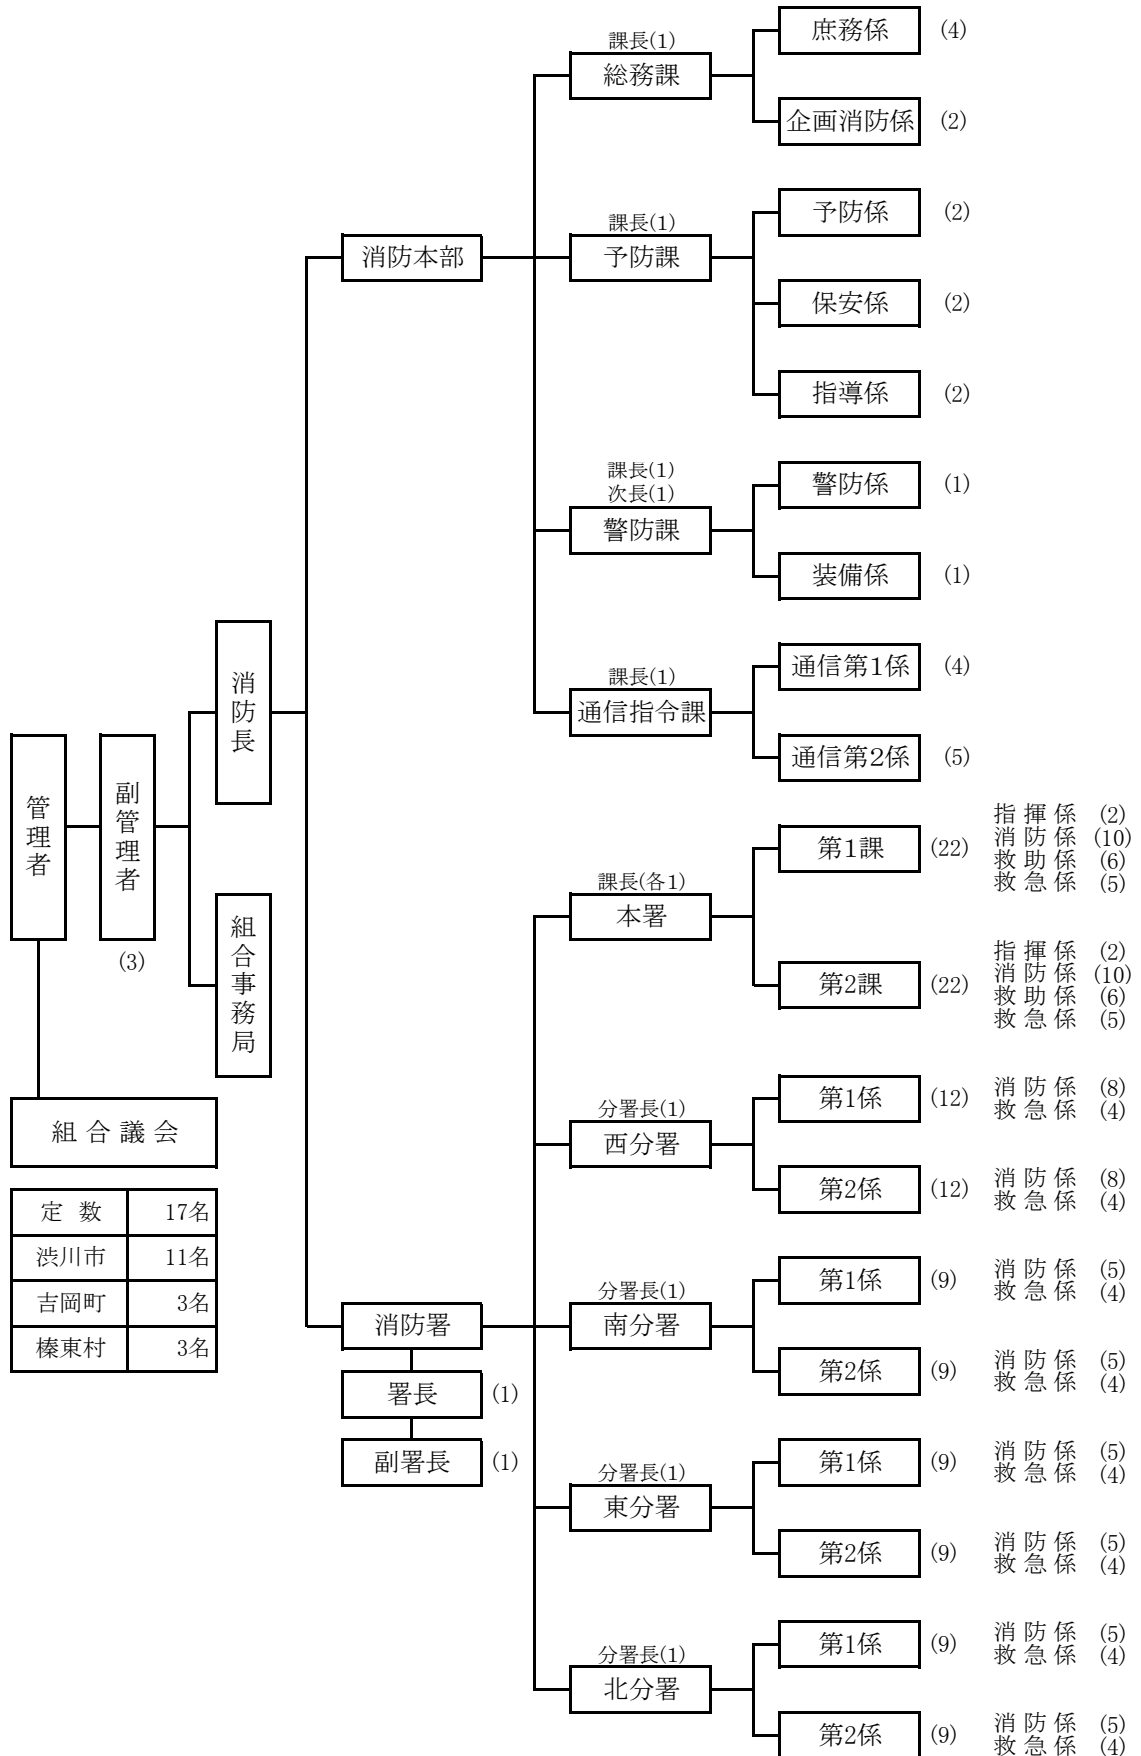 管理者
副管理者
(3)
消防長
組合事務局
組合議会
定数 17名
渋川市 11名
吉岡町 3名
榛東村 3名
消防本部
課長(1)
総務課
庶務係 (4)
企画消防係 (2)
課長(1)
予防課
予防係 (2)
保安係 (2)
指導係 (2)
課長(1)
次長(1)
警防課
警防係 (1)
装備係 (1)
課長(1)
通信指令課
通信第1係 (4)
通信第2係 (5)
消防署
署長 (1)
副署長 (1)
課長(各1)
本署
第1課 (22)
指揮係 (2)
消防係 (10)
救助係 (6)
救急係 (5)
第2課 (22)
指揮係 (2)
消防係 (10)
救助係 (6)
救急係 (5)
分署長(1)
西分署
第1係 (12)
消防係 (8)
救急係 (4)
第2係 (12)
消防係 (8)
救急係 (4)
分署長(1)
南分署
第1係 (9)
消防係 (5)
救急係 (4)
第2係 (9)
消防係 (5)
救急係 (4)
分署長(1)
東分署
第1係 (9)
消防係 (5)
救急係 (4)
第2係 (9)
消防係 (5)
救急係 (4)
分署長(1)
北分署
第1係 (9)
消防係 (5)
救急係 (4)
第2係 (9)
消防係 (5)
救急係 (4)